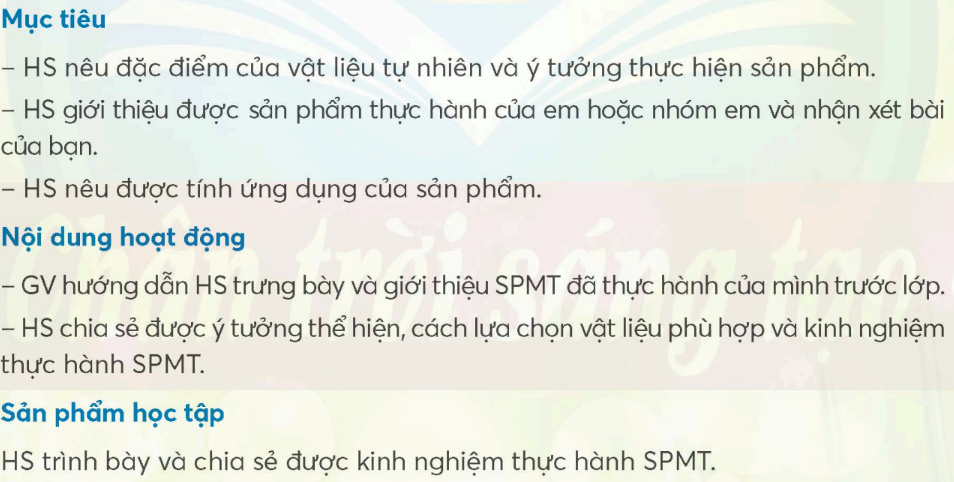 Mục tiêu
– HS nêu đặc điểm của vật liệu tự nhiên và ý tưởng thực hiện sản phẩm.
– HS giới thiệu được sản phẩm thực hành của em hoặc nhóm em và nhận xét bài
của bạn.
– HS nêu được tính ứng dụng của sản phẩm.
Nội dung hoạt động
– GV hướng dẫn HS trưng bày và giới thiệu SPMT đã thực hành của mình trước lớp.
– HS chia sẻ được ý tưởng thể hiện, cách lựa chọn vật liệu phù hợp và kinh nghiệm
thực hành SPMT.
Sản phẩm học tập
HS trình bày và chia sẻ được kinh nghiệm thực hành SPMT.
Chân trời sáng tạo